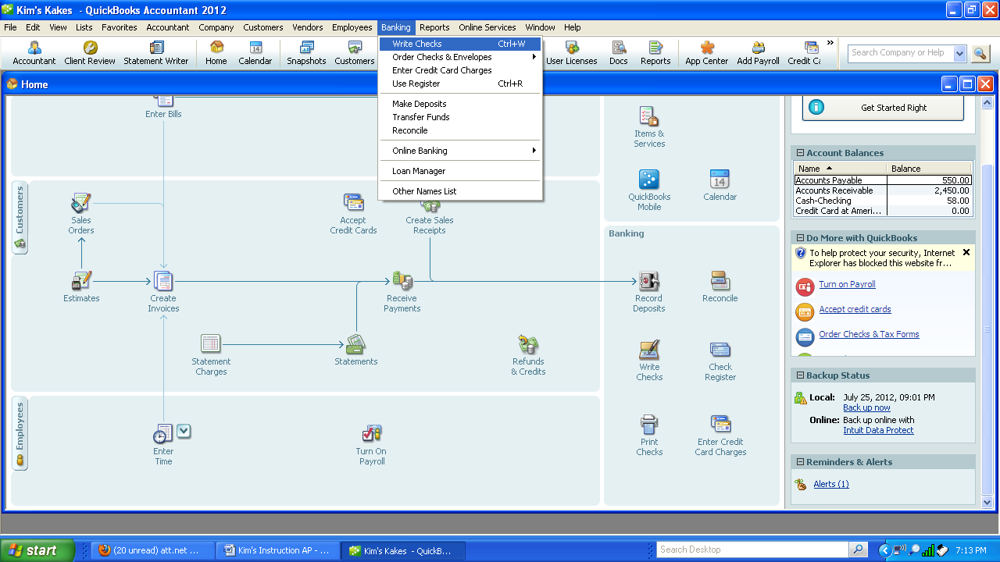 Kim's Kakes - QuickBooks Accountant 2012
File Edit View Lists Favorites Accountant Company Customers Vendors Employees Banking Reports Online Services Window Help
Accountant Client Review Statement Writer Home Calendar Snapshots Customers User Licenses Docs Reports App Center Add Payroll Credit Ca
Search Company or Help
Write Checks Ctrl+W
Order Checks & Envelopes
Enter Credit Card Charges
Use Register Ctrl+R
Make Deposits
Transfer Funds
Reconcile
Online Banking
Loan Manager
Other Names List
Home
Enter Bills
Customers
Sales
Orders
Accept
Credit Cards
Create Sales
Receipts
Estimates
Create
Invoices
Receive
Payments
Statement
Charges
Statements
Refunds
& Credits
Employees
Enter
Time
Turn On
Payroll
Items &
Services
QuickBooks
Mobile
14
Calendar
Banking
Record
Deposits
Reconcile
Write
Checks
Check
Register
Print
Checks
Enter Credit
Card Charges
Get Started Right
Account Balances
Name Balance
Accounts Payable 550.00
Accounts Receivable 2,450.00
Cash-Checking 58.00
Credit Card at Ameri... 0.00
Do More with QuickBooks
To help protect your security, Internet
Explorer has blocked this website fr...
Turn on Payroll
Accept credit cards
Order Checks & Tax Forms
Backup Status
Local: July 25, 2012, 09:01 PM
Back up now
Online: Back up online with
Intuit Data Protect
Reminders & Alerts
Alerts (1)
start
(20 unread) att.net ...
Kim's Instruction AP - ...
Kim's Kakes - QuickB...
Search Desktop
7:13 PM